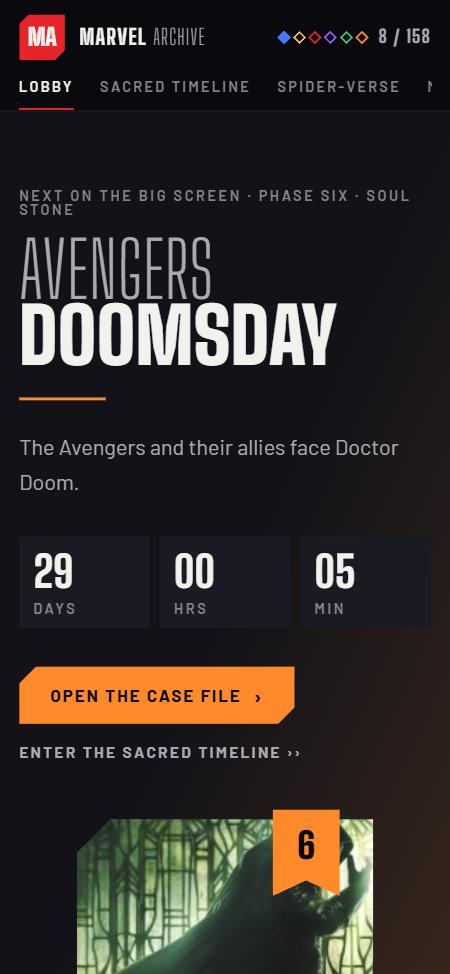 MA MARVEL ARCHIVE 8 / 158
LOBBY SACRED TIMELINE SPIDER-VERSE
NEXT ON THE BIG SCREEN · PHASE SIX · SOUL
STONE
AVENGERS
DOOMSDAY
The Avengers and their allies face Doctor
Doom.
29 00 05
DAYS HRS MIN
OPEN THE CASE FILE ›
ENTER THE SACRED TIMELINE ››
6